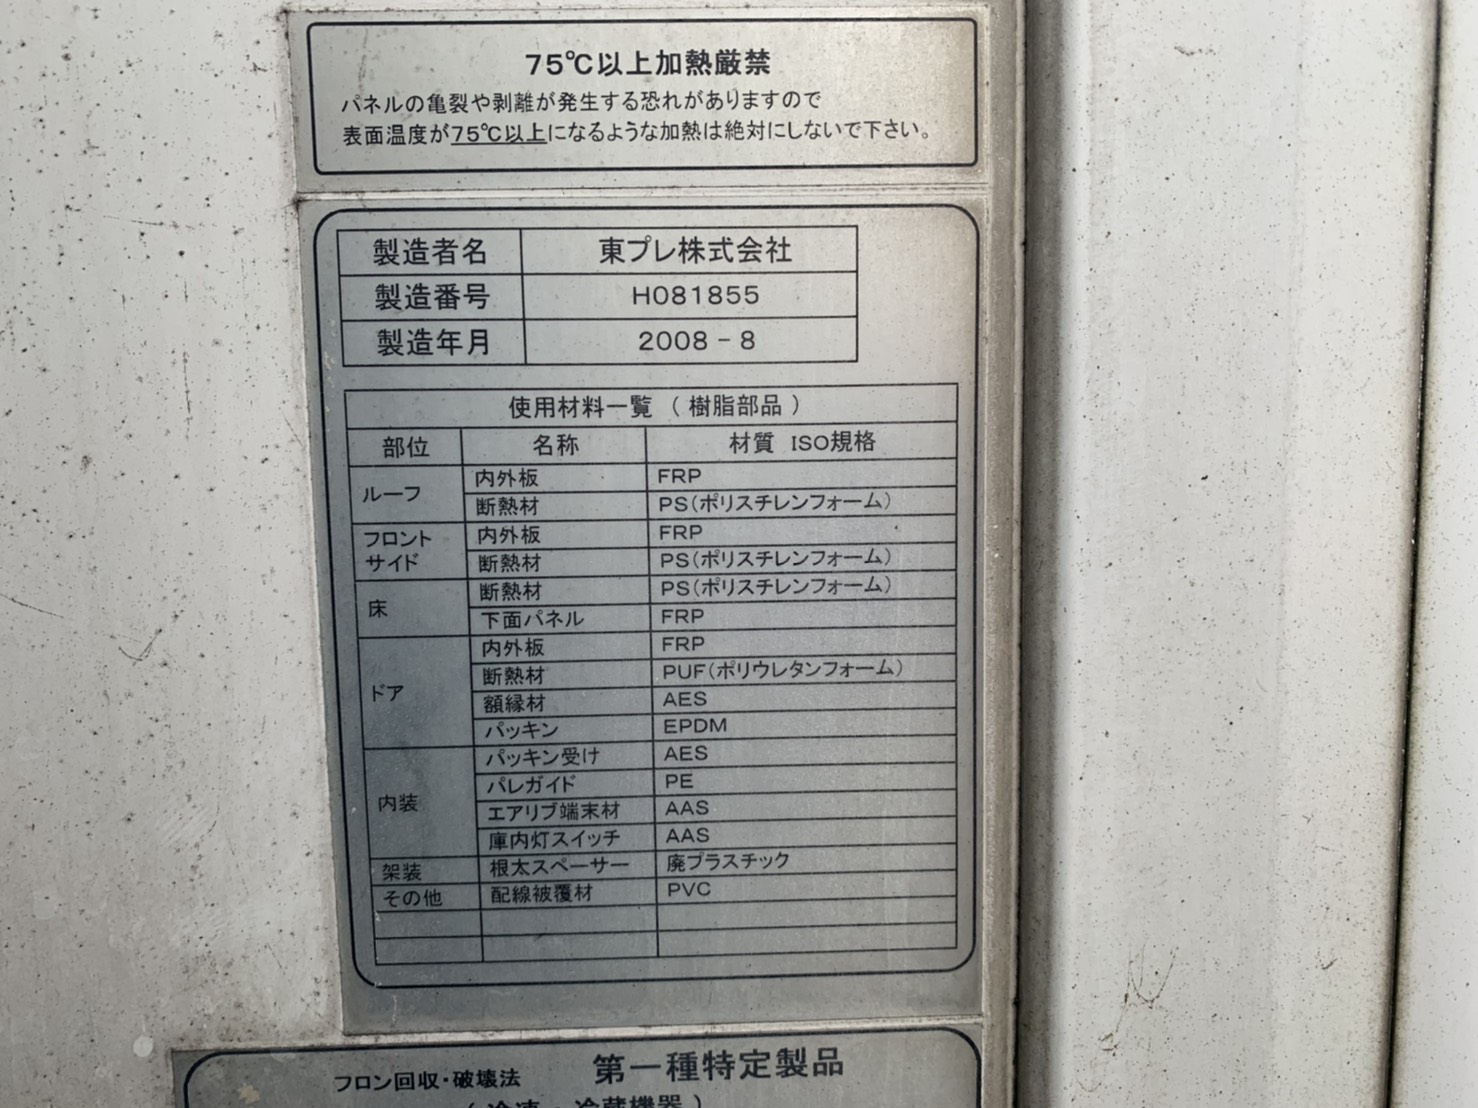 75℃以上加熱厳禁
パネルの亀裂や剥離が発生する恐れがありますので
表面温度が75℃以上になるような加熱は絶対にしないで下さい。
製造者名 東プレ株式会社
製造番号 H081855
製造年月 2008-8
使用材料一覧 (樹脂部品)
部位 名称 材質 ISO規格
ルーフ 内外板 FRP
断熱材 PS(ポリスチレンフォーム)
フロント サイド 内外板 FRP
断熱材 PS(ポリスチレンフォーム)
床 断熱材 PS(ポリスチレンフォーム)
下面パネル FRP
ドア 内外板 FRP
断熱材 PUF(ポリウレタンフォーム)
額縁材 AES
パッキン EPDM
内装 パッキン受け AES
パレガイド PE
エアリブ端末材 AAS
庫内灯スイッチ AAS
架装 根太スペーサー 廃プラスチック
その他 配線被覆材 PVC
フロン回収・破壊法 第一種特定製品
(冷凍・冷蔵機器)